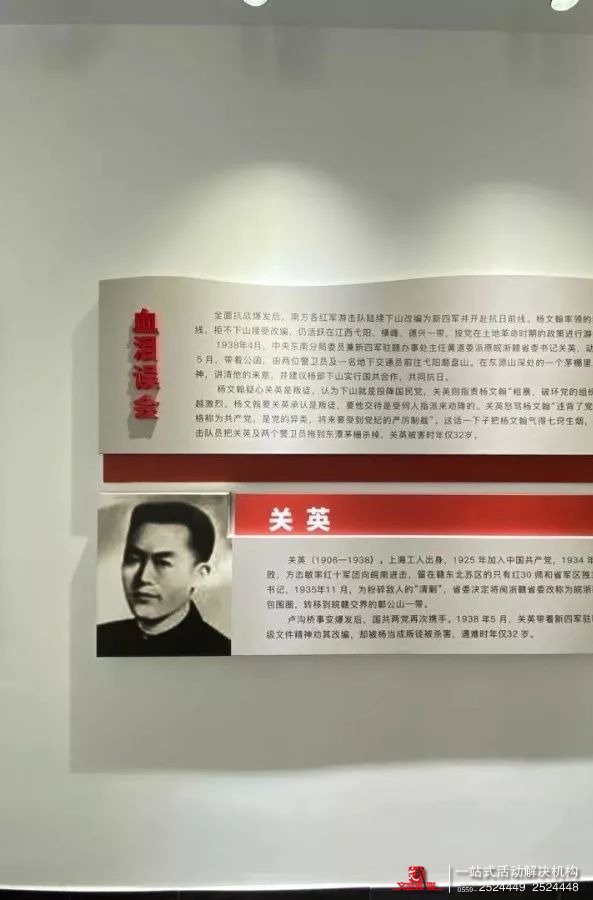 血泪误会
全面抗战爆发后，南方各红军游击队陆续下山改编为新四军并开赴抗日前线。杨文翰率领的
线，拒不下山接受改编，仍活跃在江西弋阳、横峰、德兴一带，按党在土地革命时期的政策进行游
1938年4月，中央东南分局委员兼新四军驻赣办事处主任黄道委派原皖浙赣省委书记关英，动
5月，带着公函，由两位警卫员及一名地下交通员前往弋阳磨盘山。在东源山深处的一个茅棚里
神，讲清他的来意，并建议杨部下山实行国共合作，共同抗日。
杨文翰疑心关英是叛徒，认为下山就是投降国民党，关英则指责杨文翰“粗暴，破坏党的组织
越激烈。杨文翰要关英承认是叛徒，要他交待是受何人指派来劝降的。关英怒骂杨文翰“违背了党
格称为共产党，是党的异类，将来要受到党纪的严厉制裁”。这话一下子把杨文翰气得七窍生烟，
击队员把关英及两个警卫员拖到东潭茅棚杀掉，关英被害时年仅32岁。
关英
关英（1906—1938），上海工人出身，1925年加入中国共产党，1934年
败，方志敏率红十军团向皖南进击，留在赣东北苏区的只有红30师和省军区独
书记，1935年11月，为粉碎敌人的“清剿”，省委决定将闽浙赣省委改称为皖浙
包围圈，转移到皖赣交界的鄣公山一带。
卢沟桥事变爆发后，国共两党再次携手。1938年5月，关英带着新四军驻
级文件精神劝其改编，却被杨当成叛徒被杀害，遇难时年仅32岁。
一站式活动解决机构
0559-2524449 2524448